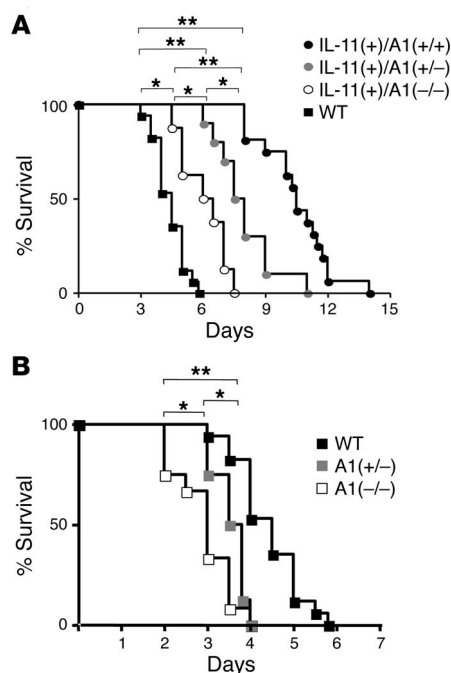 A
**
**
**
* * *
IL-11(+)/A1(+/+)
IL-11(+)/A1(+/−)
IL-11(+)/A1(−/−)
WT
% Survival
100
50
0
0 3 6 9 12 15
Days
B
**
* *
WT
A1(+/−)
A1(−/−)
% Survival
100
50
0
1 2 3 4 5 6 7
Days